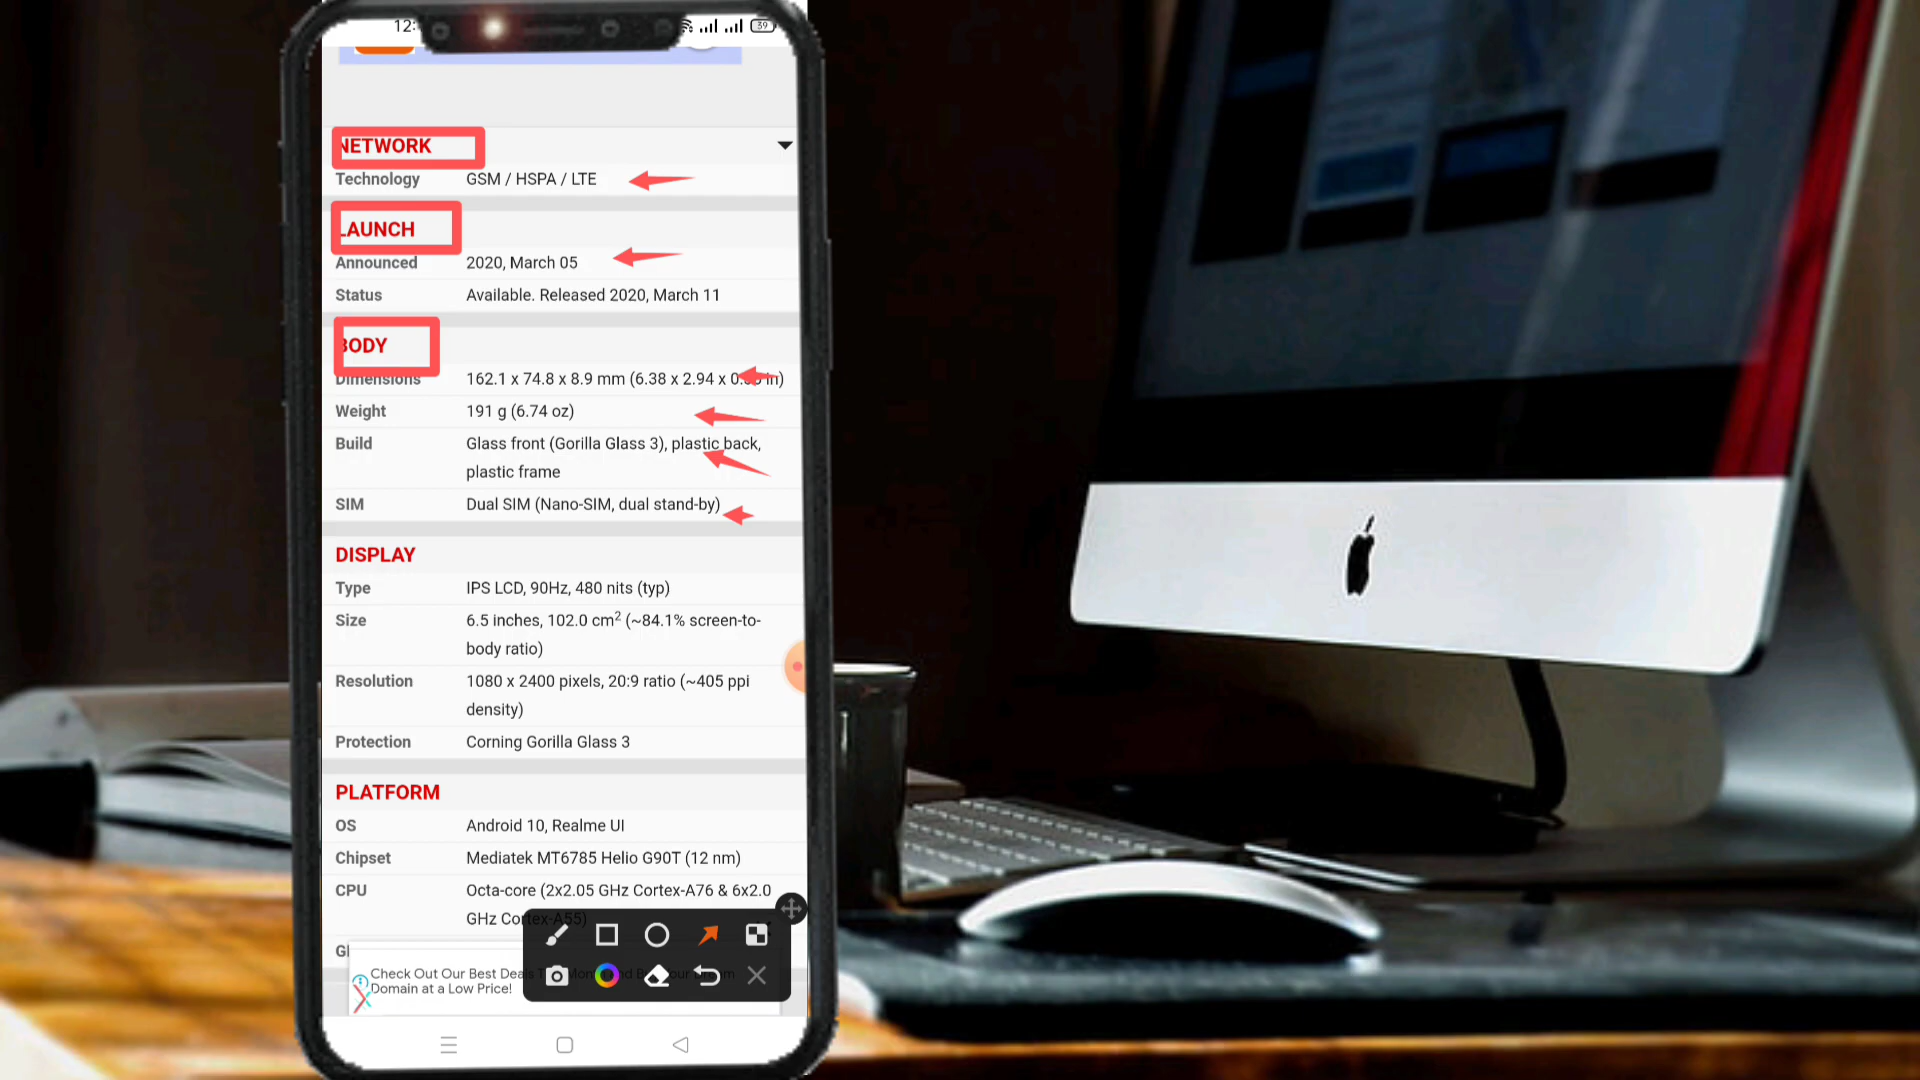 12:
39
NETWORK
Technology GSM / HSPA / LTE
LAUNCH
Announced 2020, March 05
Status Available. Released 2020, March 11
BODY
Dimensions 162.1 x 74.8 x 8.9 mm (6.38 x 2.94 x in)
Weight 191 g (6.74 oz)
Build Glass front (Gorilla Glass 3), plastic back,
plastic frame
SIM Dual SIM (Nano-SIM, dual stand-by)
DISPLAY
Type IPS LCD, 90Hz, 480 nits (typ)
Size 6.5 inches, 102.0 cm2 (~84.1% screen-to-
body ratio)
Resolution 1080 x 2400 pixels, 20:9 ratio (~405 ppi
density)
Protection Corning Gorilla Glass 3
PLATFORM
OS Android 10, Realme UI
Chipset Mediatek MT6785 Helio G90T (12 nm)
CPU Octa-core (2x2.05 GHz Cortex-A76 & 6x2.0
GHz Cortex-A55)
Check Out Our Best Deals
Domain at a Low Price!